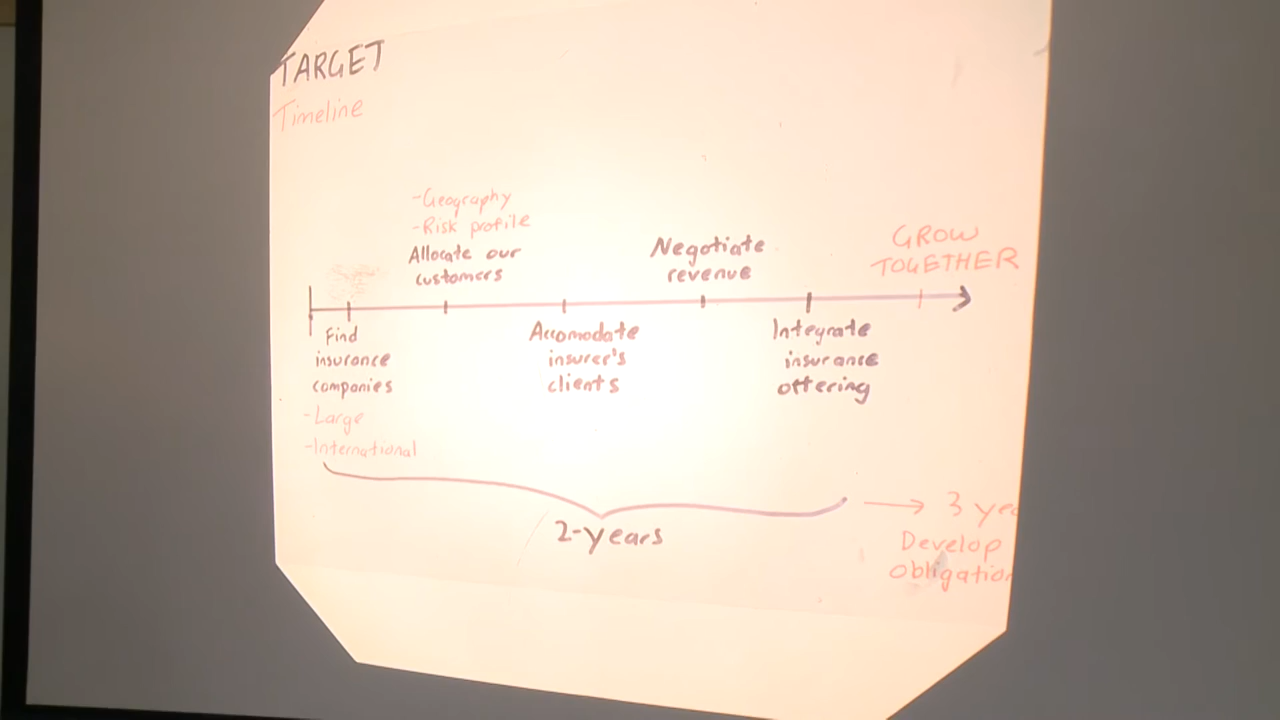 TARGET
Timeline
-Geography
-Risk profile
Allocate our
customers
Negotiate
revenue
GROW
TOGETHER
Find
insurance
companies
-Large
-International
Accomodate
insurer's
clients
Integrate
insurance
offering
2-years
→ 3 yea
Develop
obligation